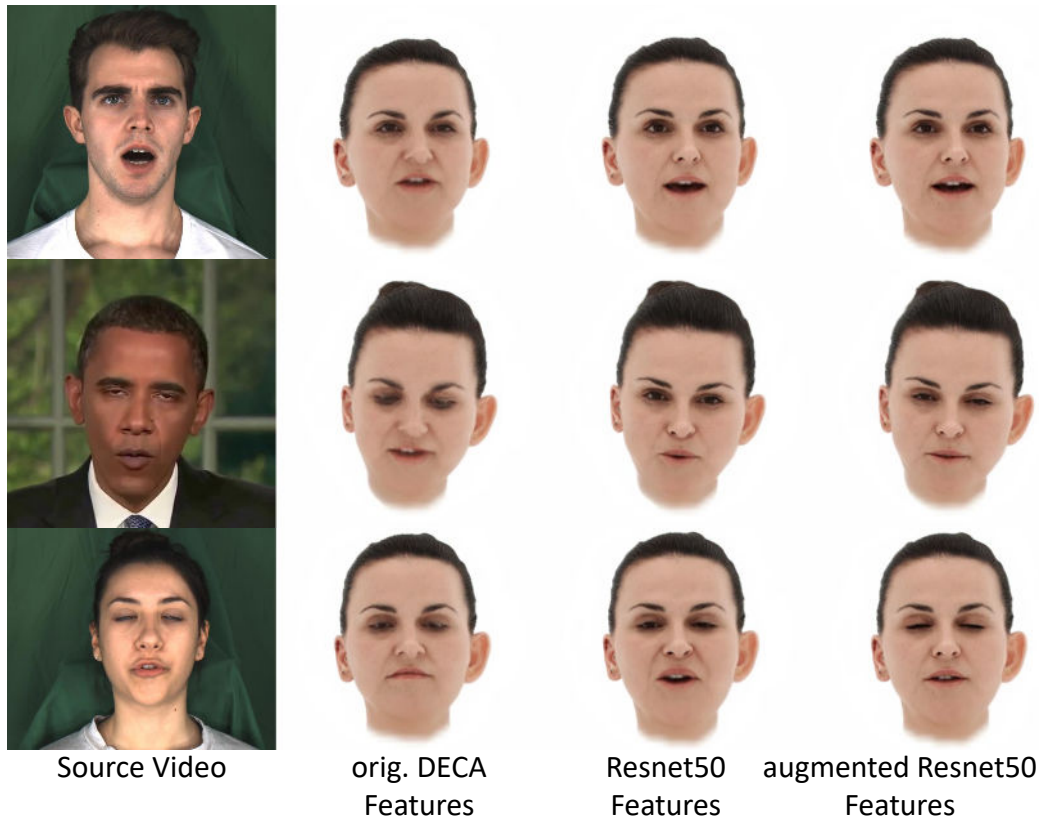 Source Video
orig. DECA
Features
Resnet50
Features
augmented Resnet50
Features